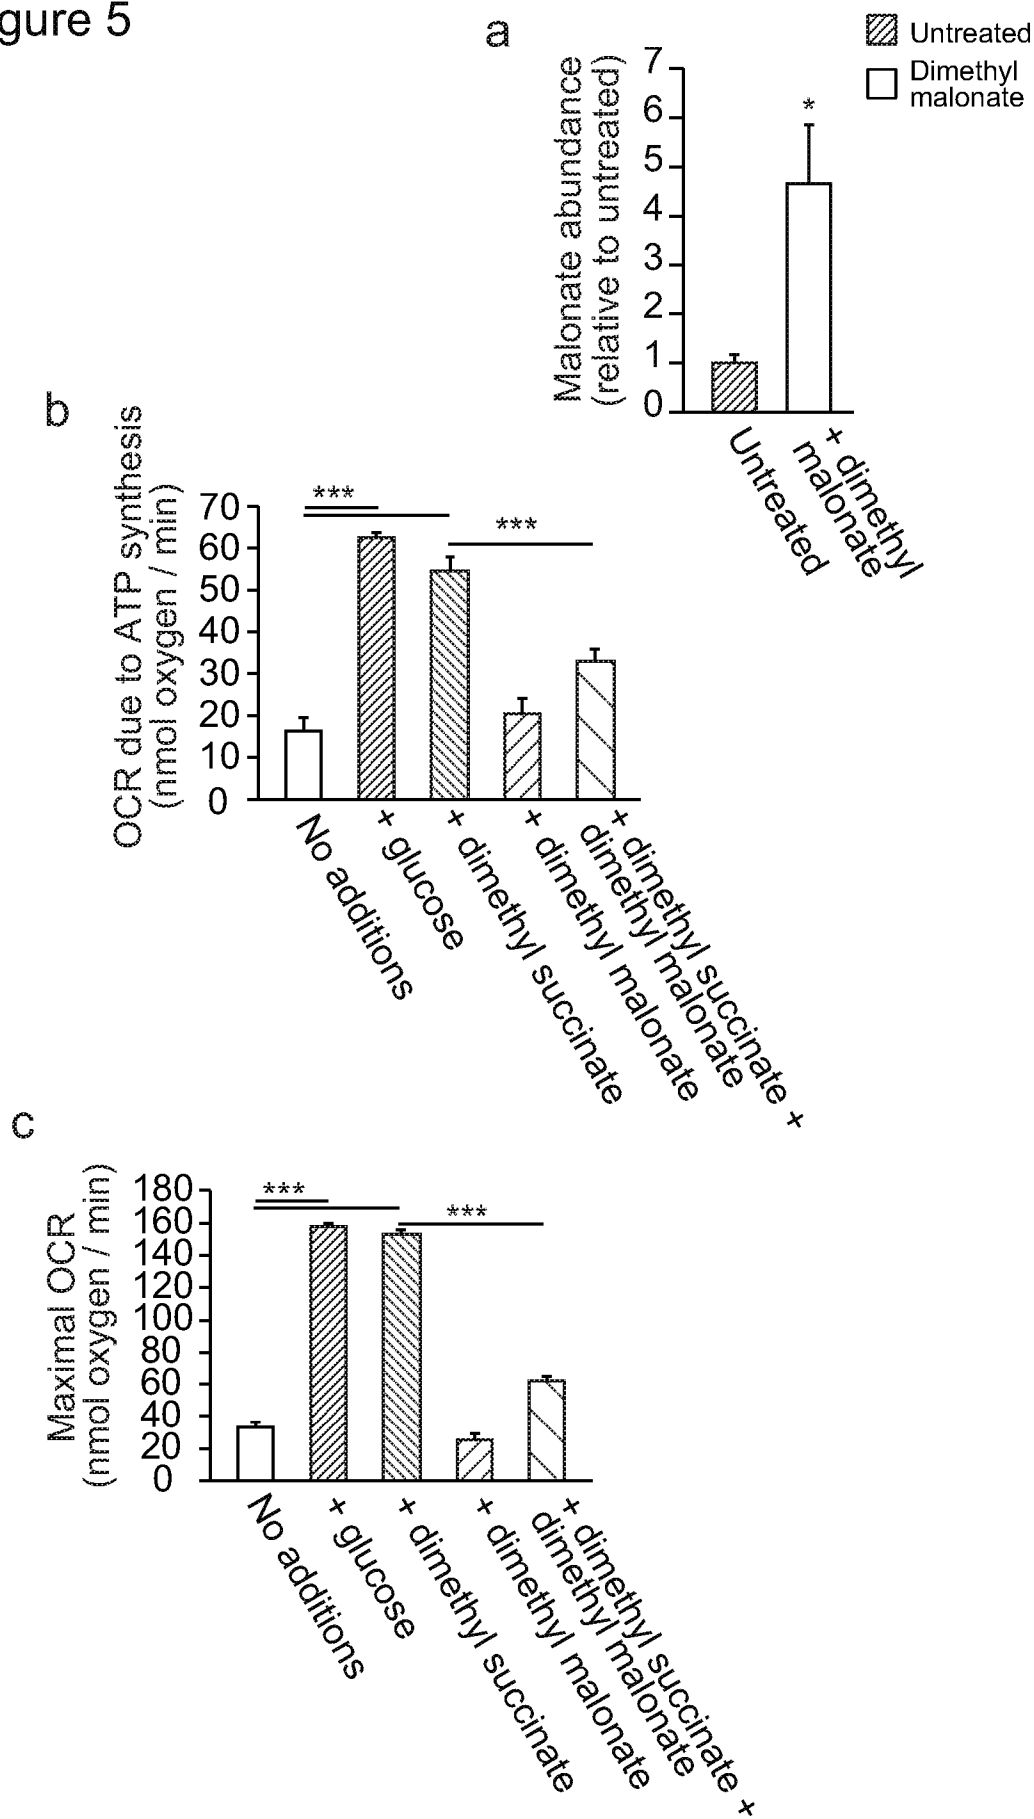 gure 5
a
Untreated
Dimethyl
malonate
Malonate abundance
(relative to untreated)
7
6
5
4
3
2
1
0
*
Untreated
+ dimethyl
malonate
b
OCR due to ATP synthesis
(nmol oxygen / min)
70
60
50
40
30
20
10
0
***
***
No additions
+ glucose
+ dimethyl succinate
+ dimethyl malonate
+ dimethyl succinate +
dimethyl malonate
c
Maximal OCR
(nmol oxygen / min)
180
160
140
120
100
80
60
40
20
0
***
***
No additions
+ glucose
+ dimethyl succinate
+ dimethyl malonate
+ dimethyl succinate +
dimethyl malonate